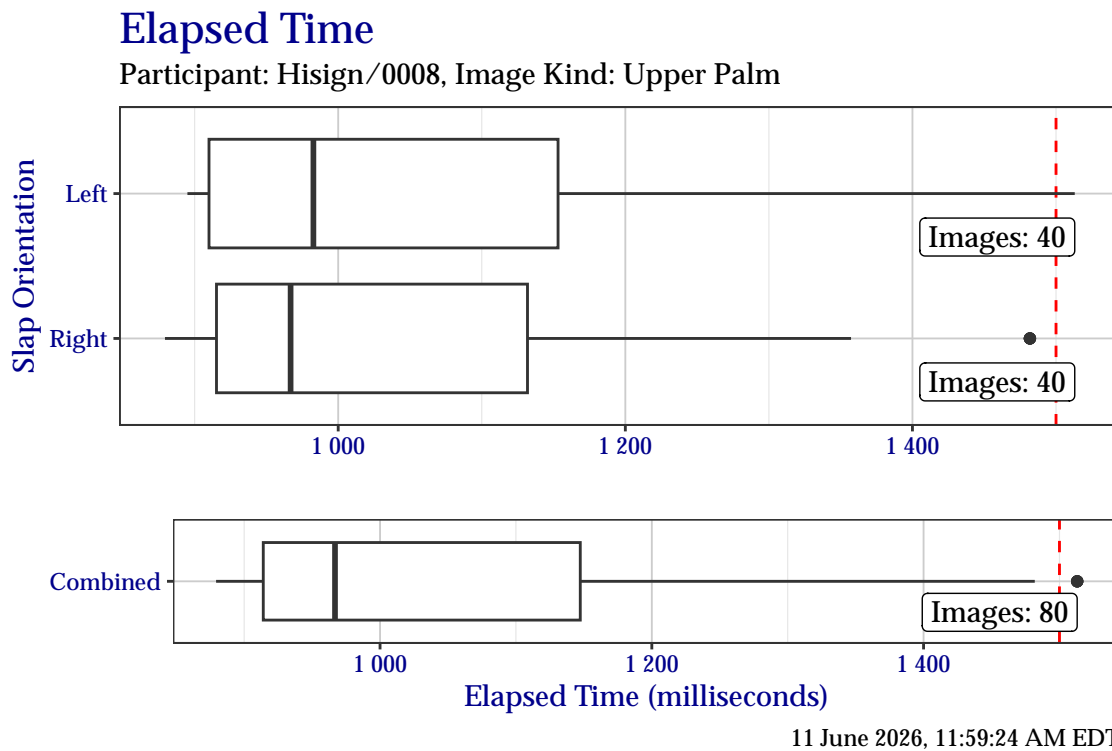 Elapsed Time
Participant: Hisign/0008, Image Kind: Upper Palm
Slap Orientation
Left
Images: 40
Right
Images: 40
1 000 1 200 1 400
Combined
Images: 80
1 000 1 200 1 400
Elapsed Time (milliseconds)
11 June 2026, 11:59:24 AM EDT